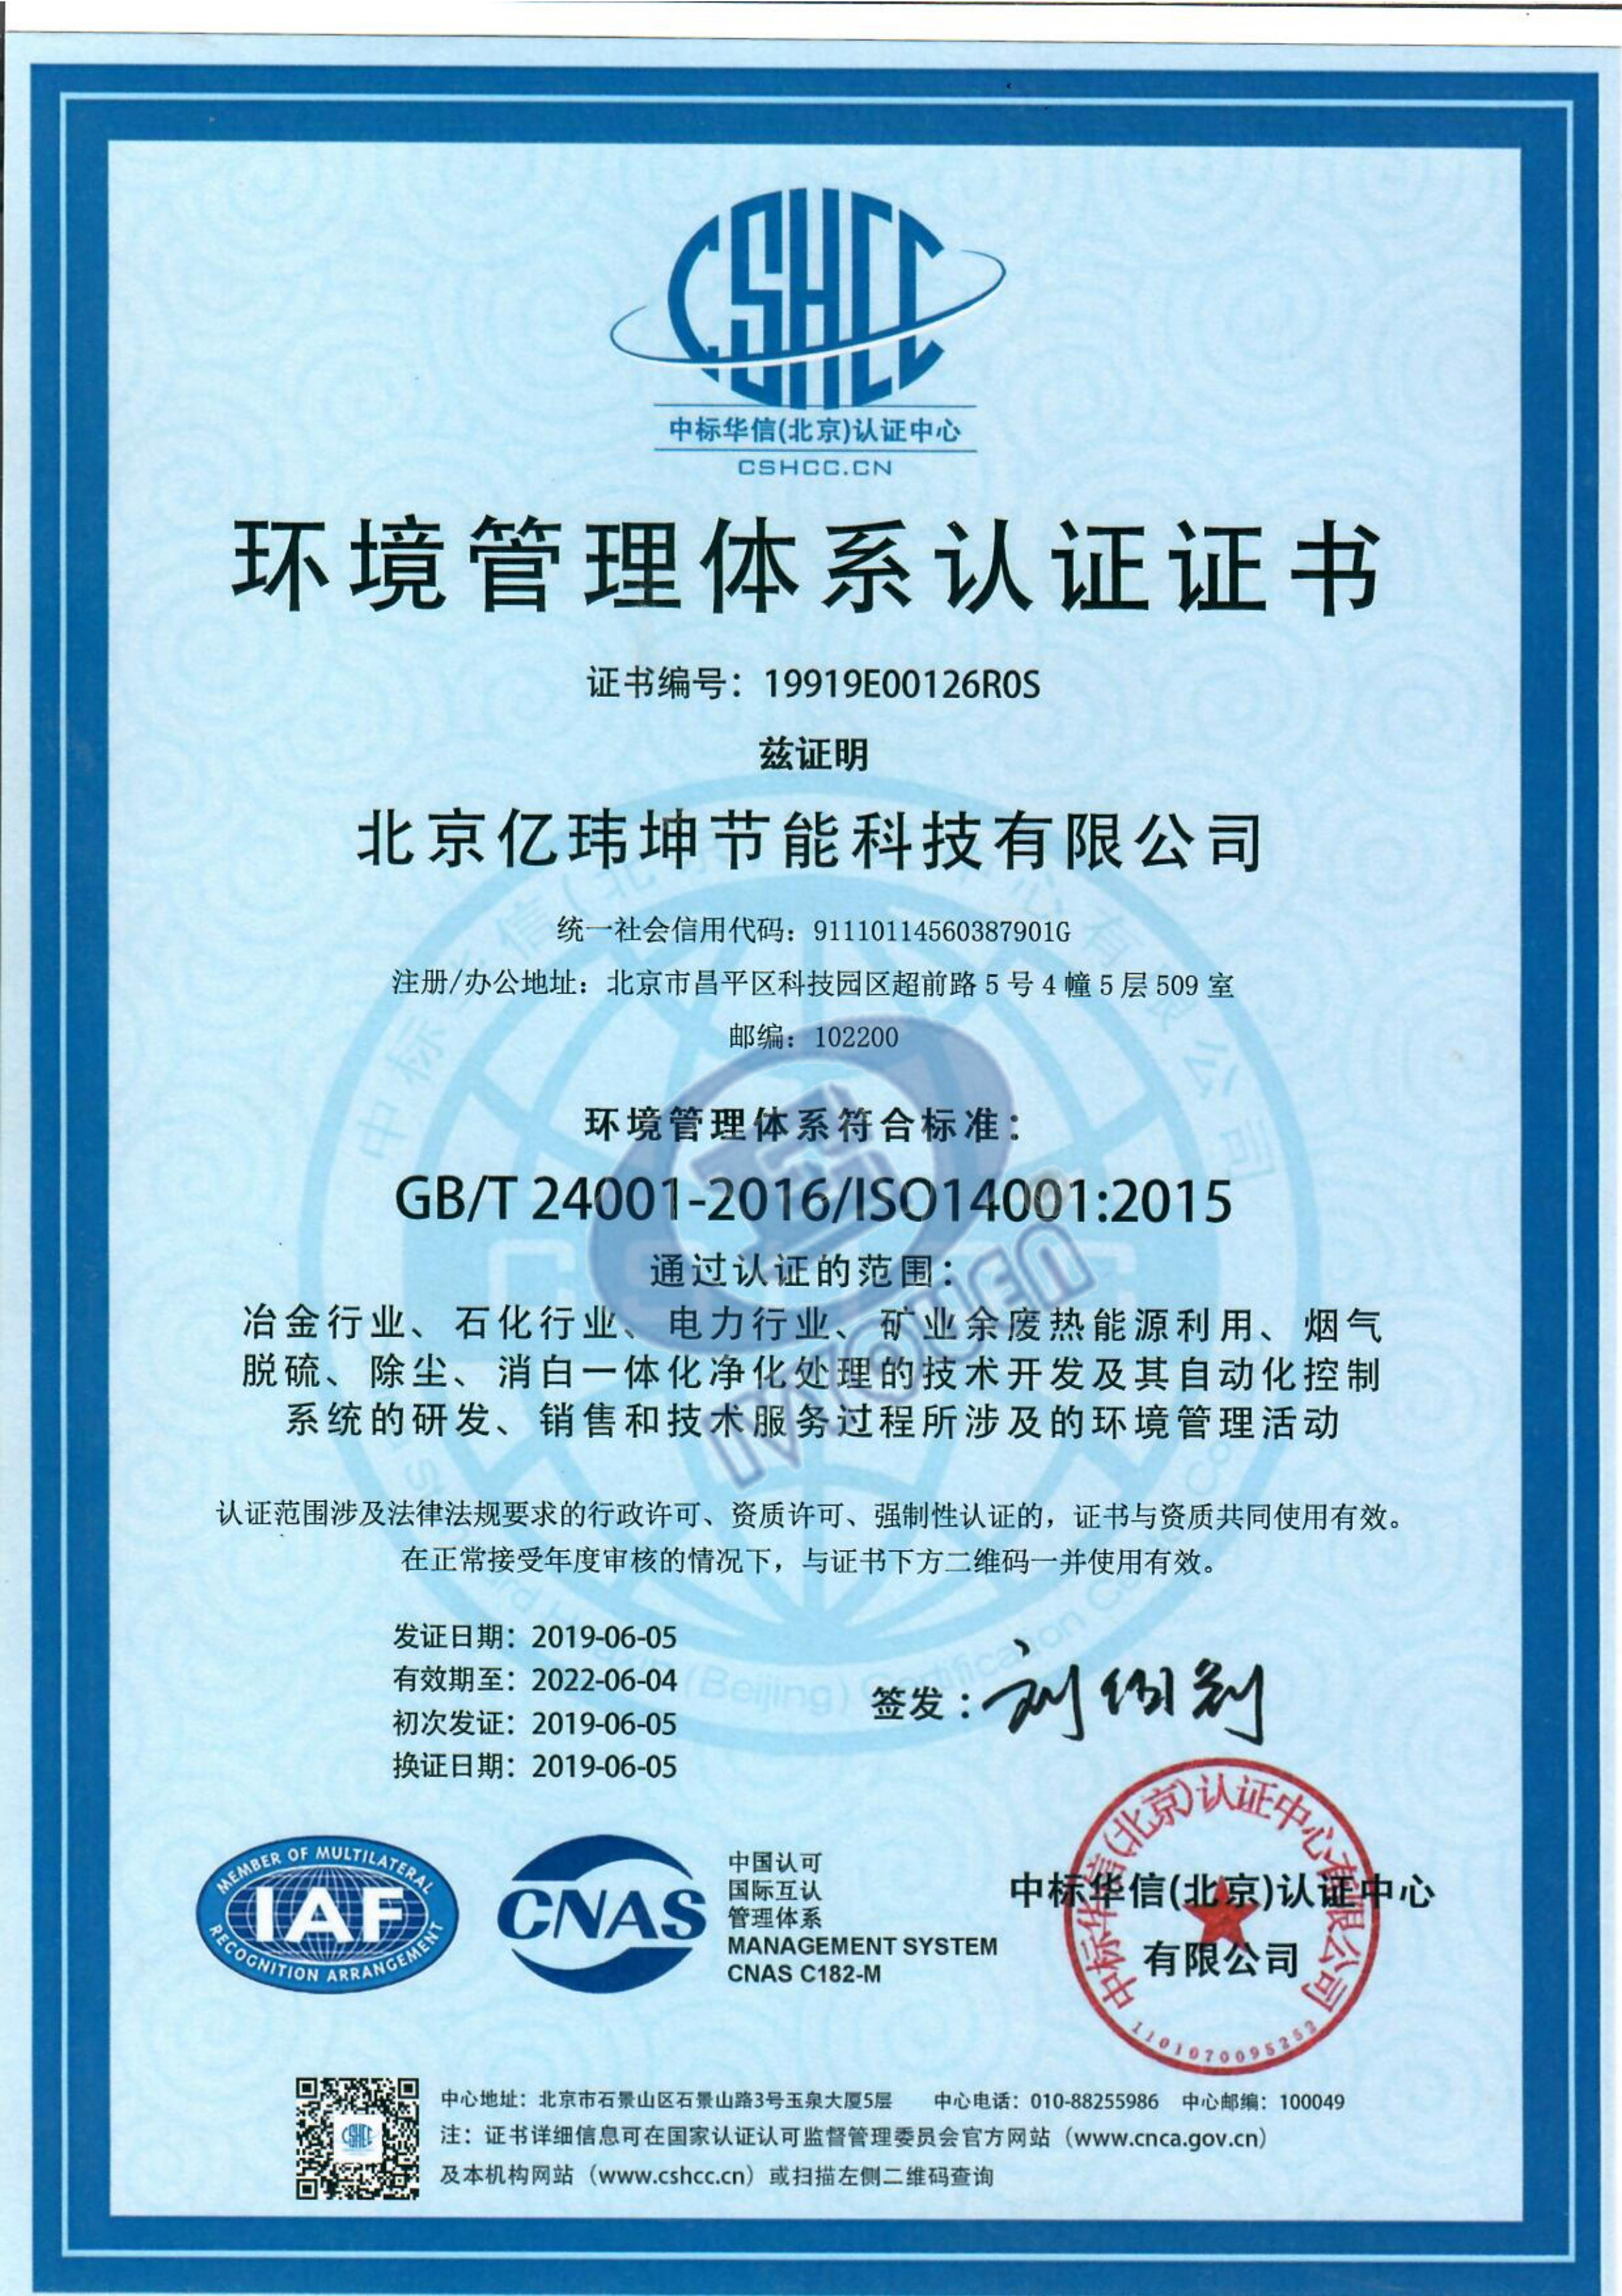 CSHCC
中标华信(北京)认证中心
CSHCC.CN
环境管理体系认证证书
证书编号：19919E00126R0S
兹证明
北京亿玮坤节能科技有限公司
统一社会信用代码：91110114560387901G
注册/办公地址：北京市昌平区科技园区超前路 5 号 4 幢 5 层 509 室
邮编：102200
环境管理体系符合标准：
GB/T 24001-2016/ISO14001:2015
通过认证的范围：
冶金行业、石化行业、电力行业、矿业余废热能源利用、烟气
脱硫、除尘、消白一体化净化处理的技术开发及其自动化控制
系统的研发、销售和技术服务过程所涉及的环境管理活动
认证范围涉及法律法规要求的行政许可、资质许可、强制性认证的，证书与资质共同使用有效。
在正常接受年度审核的情况下，与证书下方二维码一并使用有效。
发证日期：2019-06-05
有效期至：2022-06-04
初次发证：2019-06-05
换证日期：2019-06-05
签发：
MEMBER OF MULTILATERAL
IAF
RECOGNITION ARRANGEMENT
CNAS
中国认可
国际互认
管理体系
MANAGEMENT SYSTEM
CNAS C182-M
中标华信(北京)认证中心
有限公司
中标华信(北京)认证中心有限公司
1101070095252
CSHCC
中心地址：北京市石景山区石景山路3号玉泉大厦5层 中心电话：010-88255986 中心邮编：100049
注：证书详细信息可在国家认证认可监督管理委员会官方网站（www.cnca.gov.cn）
及本机构网站（www.cshcc.cn）或扫描左侧二维码查询